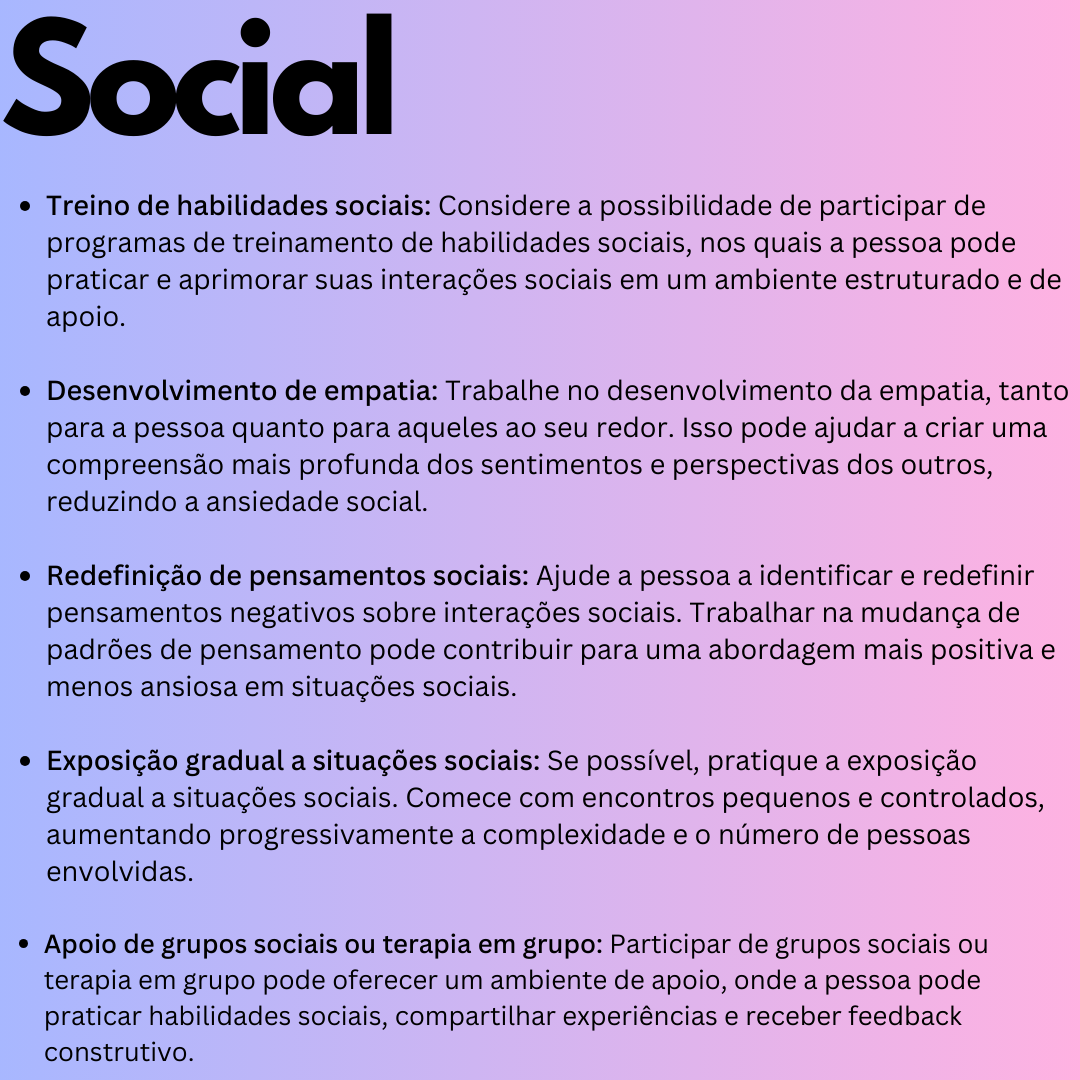 Social
• Treino de habilidades sociais: Considere a possibilidade de participar de
programas de treinamento de habilidades sociais, nos quais a pessoa pode
praticar e aprimorar suas interações sociais em um ambiente estruturado e de
apoio.
• Desenvolvimento de empatia: Trabalhe no desenvolvimento da empatia, tanto
para a pessoa quanto para aqueles ao seu redor. Isso pode ajudar a criar uma
compreensão mais profunda dos sentimentos e perspectivas dos outros,
reduzindo a ansiedade social.
• Redefinição de pensamentos sociais: Ajude a pessoa a identificar e redefinir
pensamentos negativos sobre interações sociais. Trabalhar na mudança de
padrões de pensamento pode contribuir para uma abordagem mais positiva e
menos ansiosa em situações sociais.
• Exposição gradual a situações sociais: Se possível, pratique a exposição
gradual a situações sociais. Comece com encontros pequenos e controlados,
aumentando progressivamente a complexidade e o número de pessoas
envolvidas.
• Apoio de grupos sociais ou terapia em grupo: Participar de grupos sociais ou
terapia em grupo pode oferecer um ambiente de apoio, onde a pessoa pode
praticar habilidades sociais, compartilhar experiências e receber feedback
construtivo.